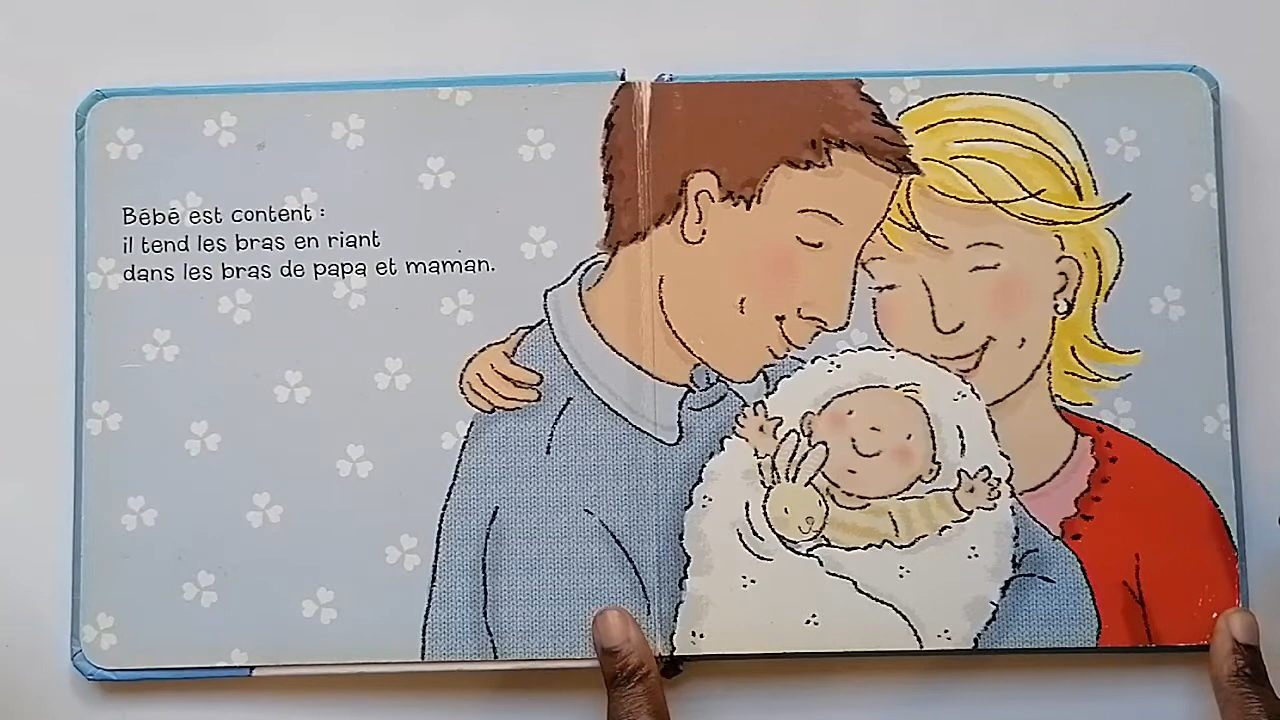 Bébé est content :
il tend les bras en riant
dans les bras de papa et maman.